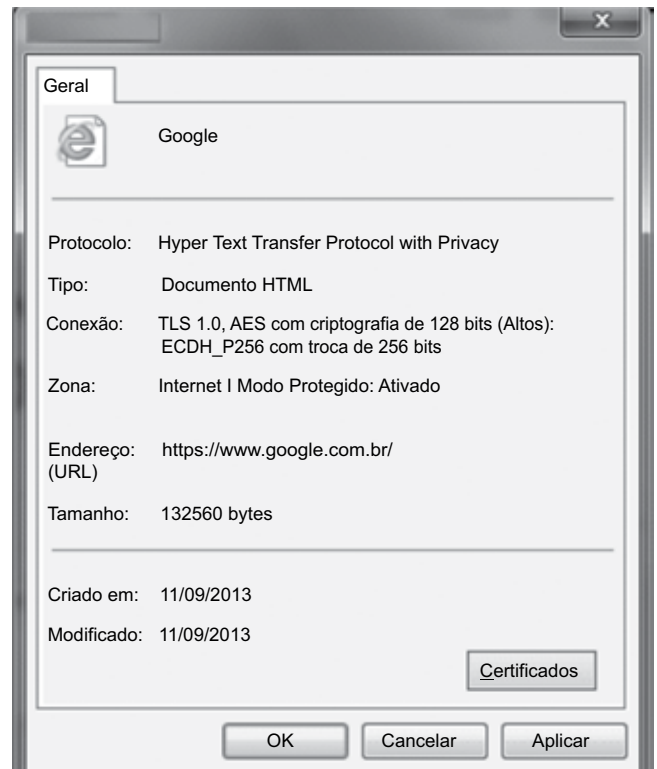 x
Geral
Google
Protocolo: Hyper Text Transfer Protocol with Privacy
Tipo: Documento HTML
Conexão: TLS 1.0, AES com criptografia de 128 bits (Altos):
ECDH_P256 com troca de 256 bits
Zona: Internet I Modo Protegido: Ativado
Endereço: https://www.google.com.br/
(URL)
Tamanho: 132560 bytes
Criado em: 11/09/2013
Modificado: 11/09/2013
Certificados
OK Cancelar Aplicar